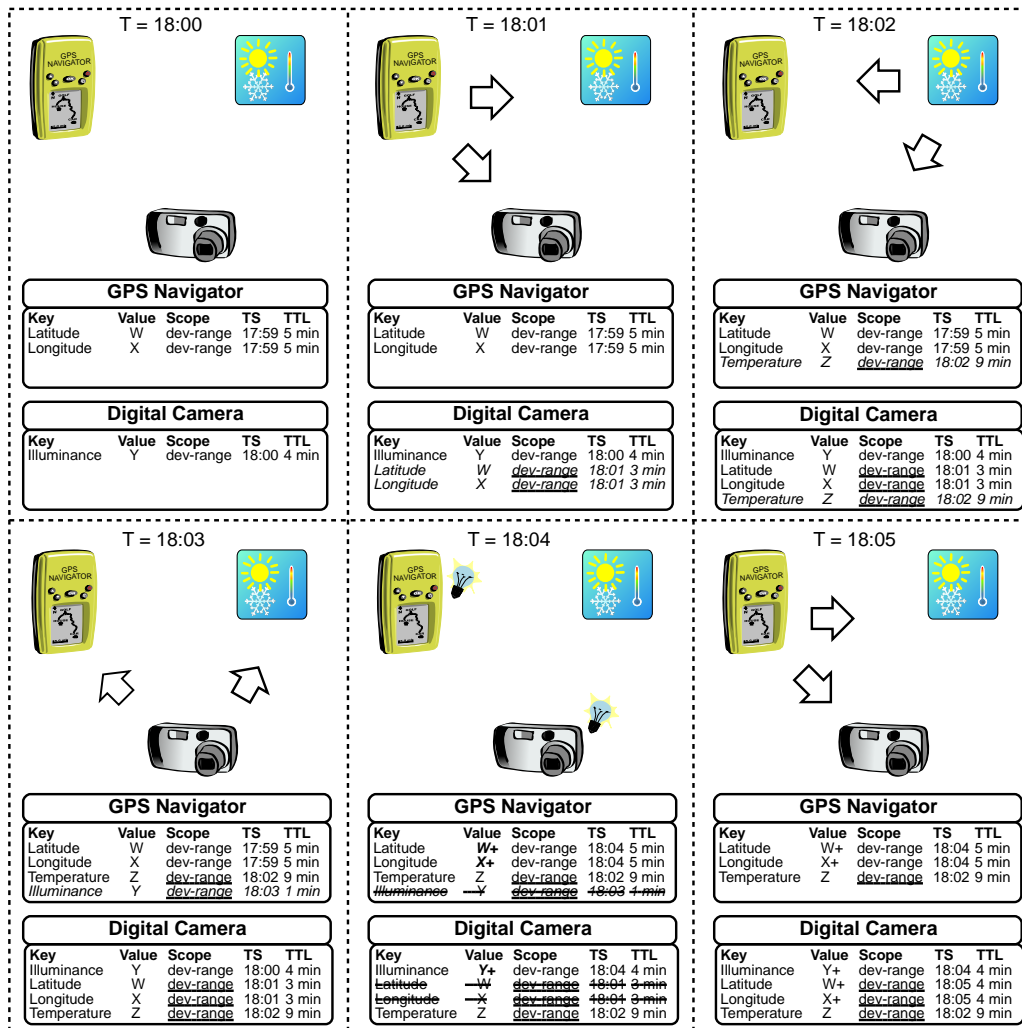 T = 18:00
GPS
NAVIGATOR
GPS Navigator
Key Value Scope TS TTL
Latitude W dev-range 17:59 5 min
Longitude X dev-range 17:59 5 min
Digital Camera
Key Value Scope TS TTL
Illuminance Y dev-range 18:00 4 min
T = 18:01
GPS
NAVIGATOR
GPS Navigator
Key Value Scope TS TTL
Latitude W dev-range 17:59 5 min
Longitude X dev-range 17:59 5 min
Digital Camera
Key Value Scope TS TTL
Illuminance Y dev-range 18:00 4 min
Latitude W dev-range 18:01 3 min
Longitude X dev-range 18:01 3 min
T = 18:02
GPS
NAVIGATOR
GPS Navigator
Key Value Scope TS TTL
Latitude W dev-range 17:59 5 min
Longitude X dev-range 17:59 5 min
Temperature Z dev-range 18:02 9 min
Digital Camera
Key Value Scope TS TTL
Illuminance Y dev-range 18:00 4 min
Latitude W dev-range 18:01 3 min
Longitude X dev-range 18:01 3 min
Temperature Z dev-range 18:02 9 min
T = 18:03
GPS
NAVIGATOR
GPS Navigator
Key Value Scope TS TTL
Latitude W dev-range 17:59 5 min
Longitude X dev-range 17:59 5 min
Temperature Z dev-range 18:02 9 min
Illuminance Y dev-range 18:03 1 min
Digital Camera
Key Value Scope TS TTL
Illuminance Y dev-range 18:00 4 min
Latitude W dev-range 18:01 3 min
Longitude X dev-range 18:01 3 min
Temperature Z dev-range 18:02 9 min
T = 18:04
GPS
NAVIGATOR
GPS Navigator
Key Value Scope TS TTL
Latitude W+ dev-range 18:04 5 min
Longitude X+ dev-range 18:04 5 min
Temperature Z dev-range 18:02 9 min
Illuminance Y dev-range 18:03 1 min
Digital Camera
Key Value Scope TS TTL
Illuminance Y+ dev-range 18:04 4 min
Latitude W dev-range 18:01 3 min
Longitude X dev-range 18:01 3 min
Temperature Z dev-range 18:02 9 min
T = 18:05
GPS
NAVIGATOR
GPS Navigator
Key Value Scope TS TTL
Latitude W+ dev-range 18:04 5 min
Longitude X+ dev-range 18:04 5 min
Temperature Z dev-range 18:02 9 min
Digital Camera
Key Value Scope TS TTL
Illuminance Y+ dev-range 18:04 4 min
Latitude W+ dev-range 18:05 4 min
Longitude X+ dev-range 18:05 4 min
Temperature Z dev-range 18:02 9 min